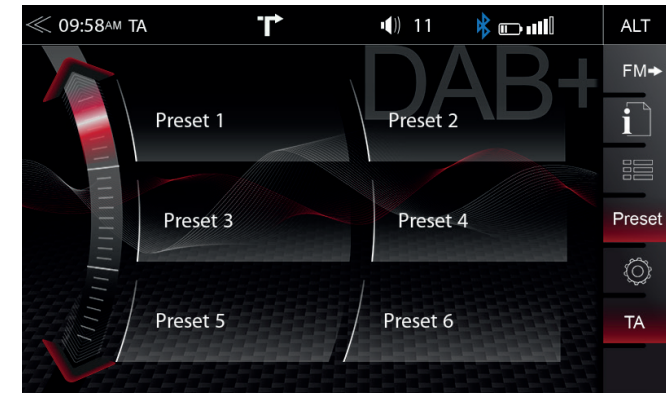 09:58AM TA 11 ALT
DAB+
FM
i
Preset 1 Preset 2
Preset 3 Preset 4
Preset
Preset 5 Preset 6
TA